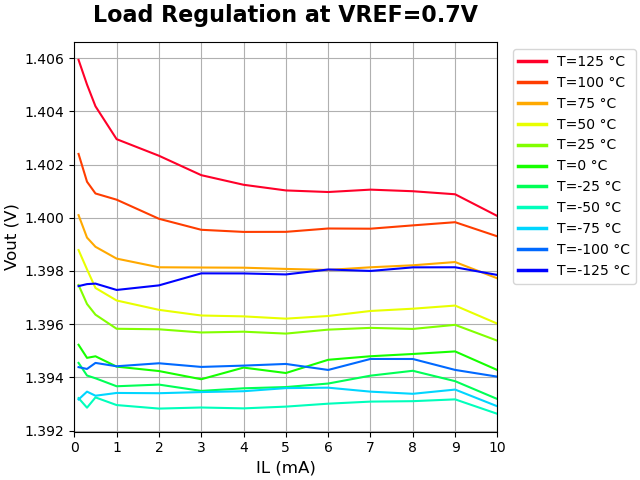 Load Regulation at VREF=0.7V
1.406
1.404
1.402
1.400
1.398
1.396
1.394
1.392
Vout (V)
0 1 2 3 4 5 6 7 8 9 10
IL (mA)
T=125 °C
T=100 °C
T=75 °C
T=50 °C
T=25 °C
T=0 °C
T=-25 °C
T=-50 °C
T=-75 °C
T=-100 °C
T=-125 °C